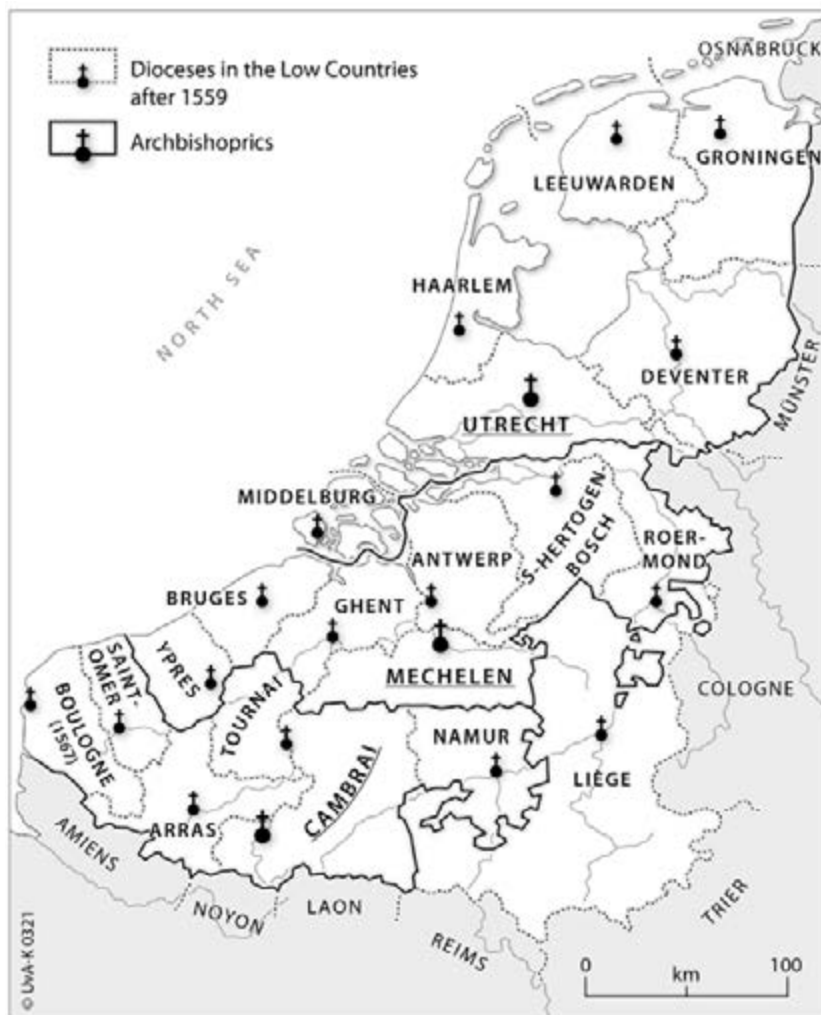 Dioceses in the Low Countries
after 1559
Archbishoprics
OSNABRÜCK
GRONINGEN
LEEUWARDEN
NORTH SEA
HAARLEM
DEVENTER
MÜNSTER
UTRECHT
MIDDELBURG
ANTWERP
S-HERTOGEN
BOSCH
ROER-
MOND
BRUGES
GHENT
YPRES
SAINT-
OMER
BOULOGNE
(1567)
TOURNAI
MECHELEN
COLOGNE
CAMBRAI
NAMUR
LIÈGE
ARRAS
AMIENS
NOYON
LAON
REIMS
TRIER
0 100
km
© UvA-K 0321